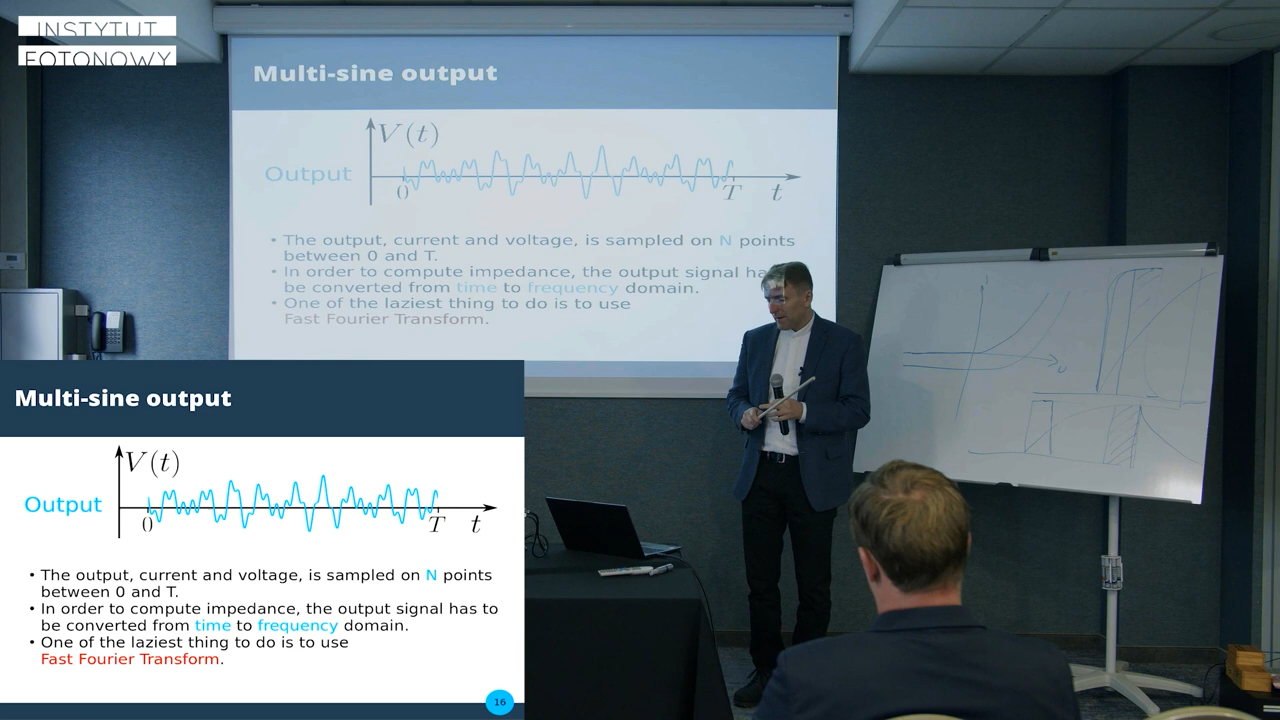 INSTYTUT
FOTONOWY
Multi-sine output
V(t)
Output
0
T
t
• The output, current and voltage, is sampled on N points
between 0 and T.
• In order to compute impedance, the output signal ha
be converted from time to frequency domain.
• One of the laziest thing to do is to use
Fast Fourier Transform.
Multi-sine output
V(t)
Output
0
T
t
• The output, current and voltage, is sampled on N points
between 0 and T.
• In order to compute impedance, the output signal has to
be converted from time to frequency domain.
• One of the laziest thing to do is to use
Fast Fourier Transform.
16